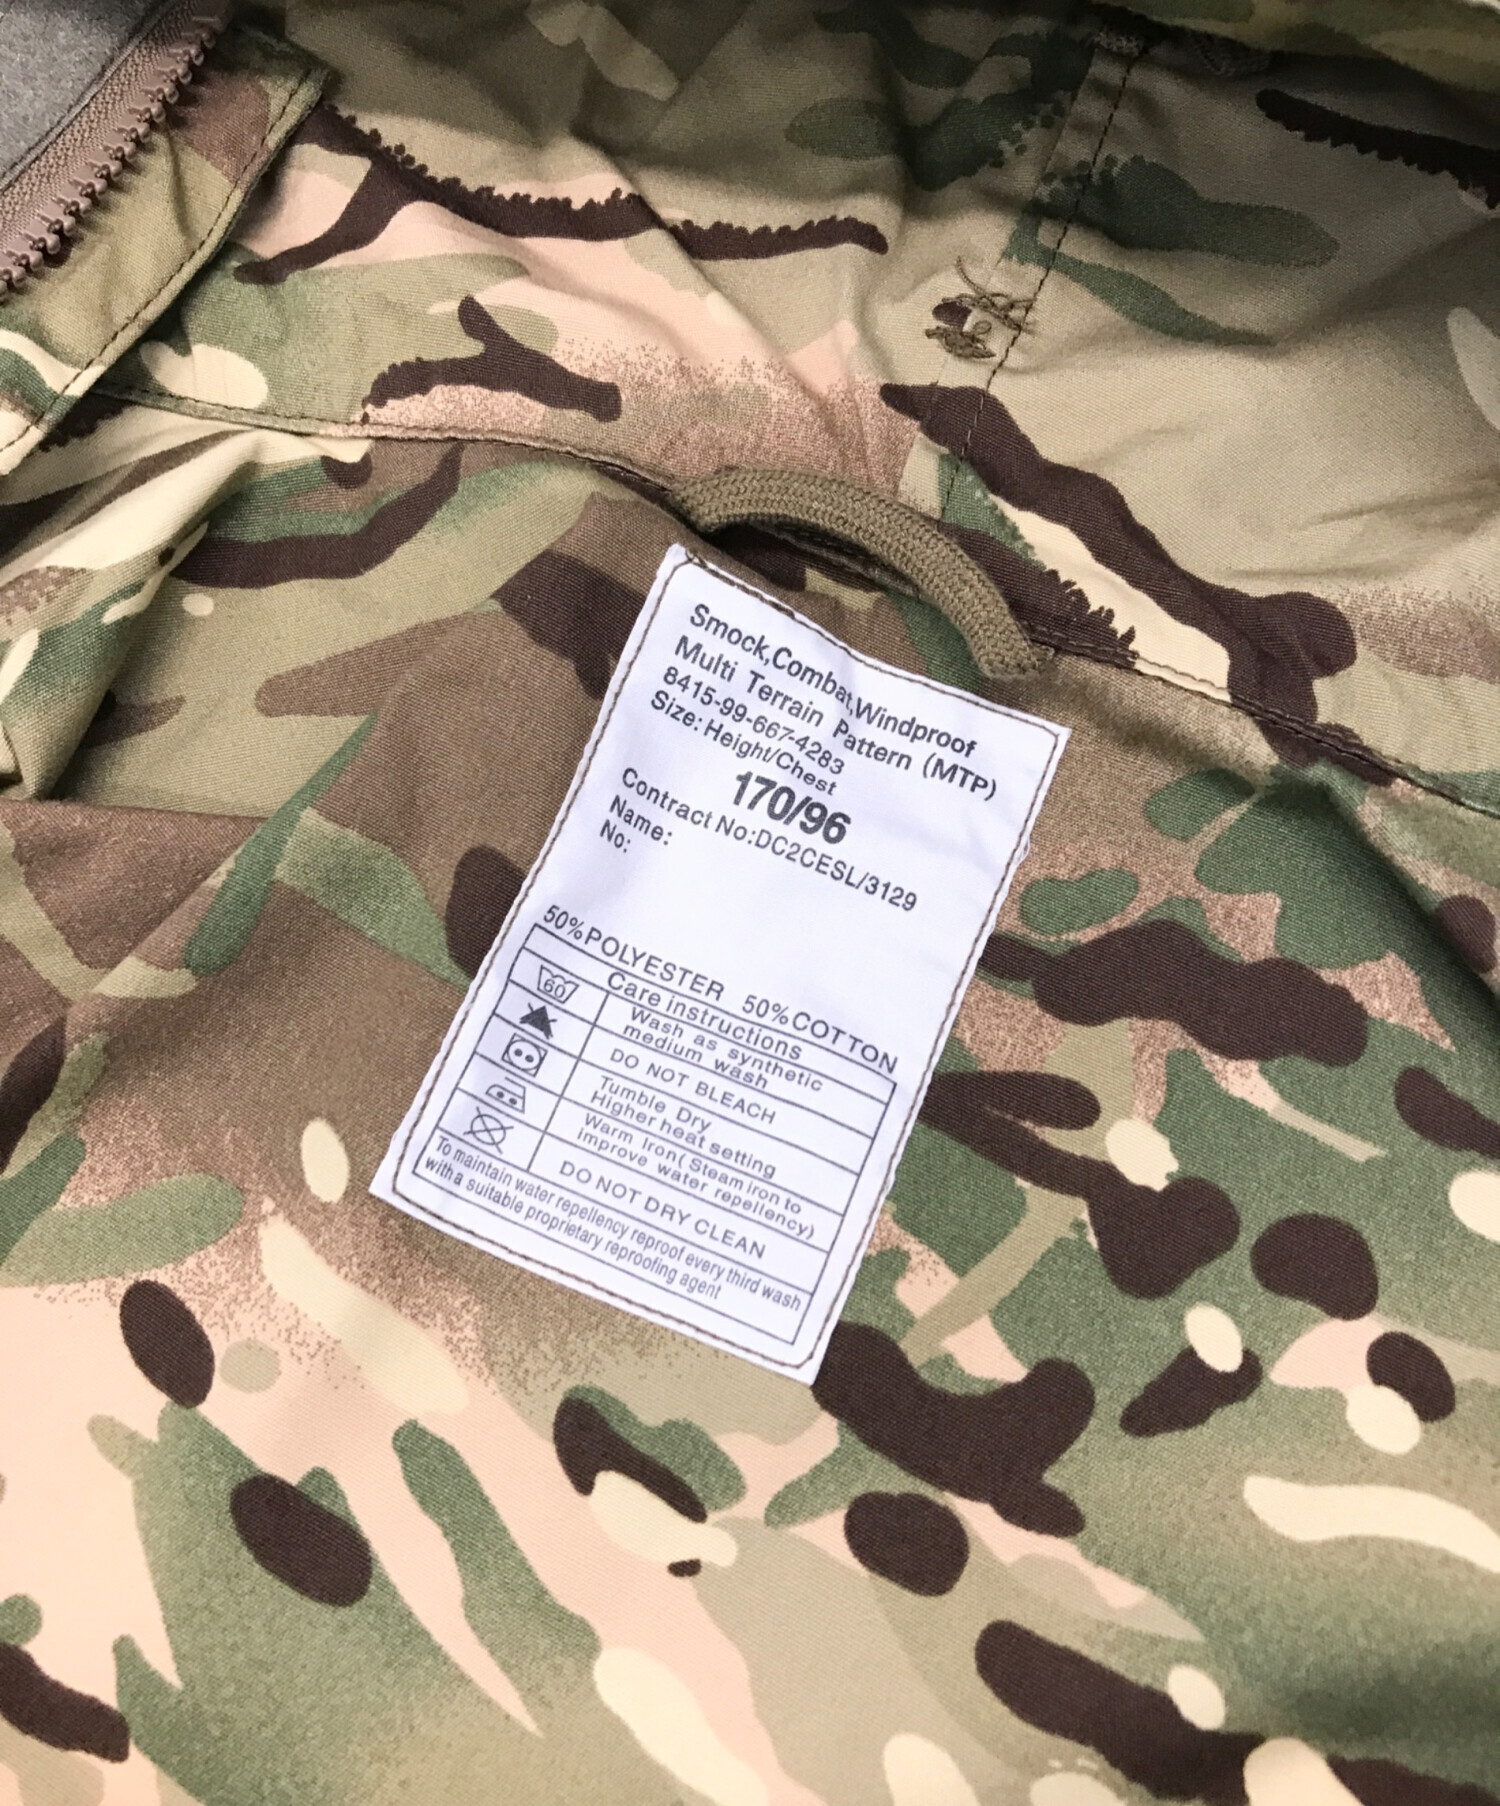 Smock,Combat,Windproof
Multi Terrain Pattern (MTP)
8415-99-667-4283
Size: Height/Chest
170/96
Contract No:DC2CESL/3129
Name:
No:
50%POLYESTER 50%COTTON
Care instructions
60
Wash as synthetic
medium wash
DO NOT BLEACH
Tumble Dry
Higher heat setting
Warm Iron( Steam iron to
improve water repellency)
DO NOT DRY CLEAN
To maintain water repellency reproof every third wash
with a suitable proprietary reproofing agent